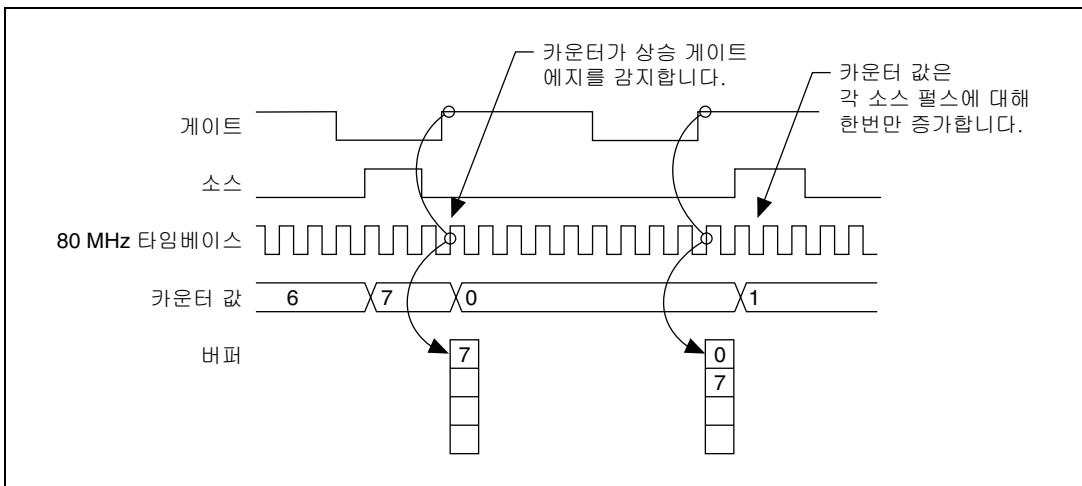 카운터가 상승 게이트
에지를 감지합니다.
카운터 값은
각 소스 펄스에 대해
한번만 증가합니다.
게이트
소스
80 MHz 타임베이스
카운터 값 6 7 0 1
버퍼
7
0
7